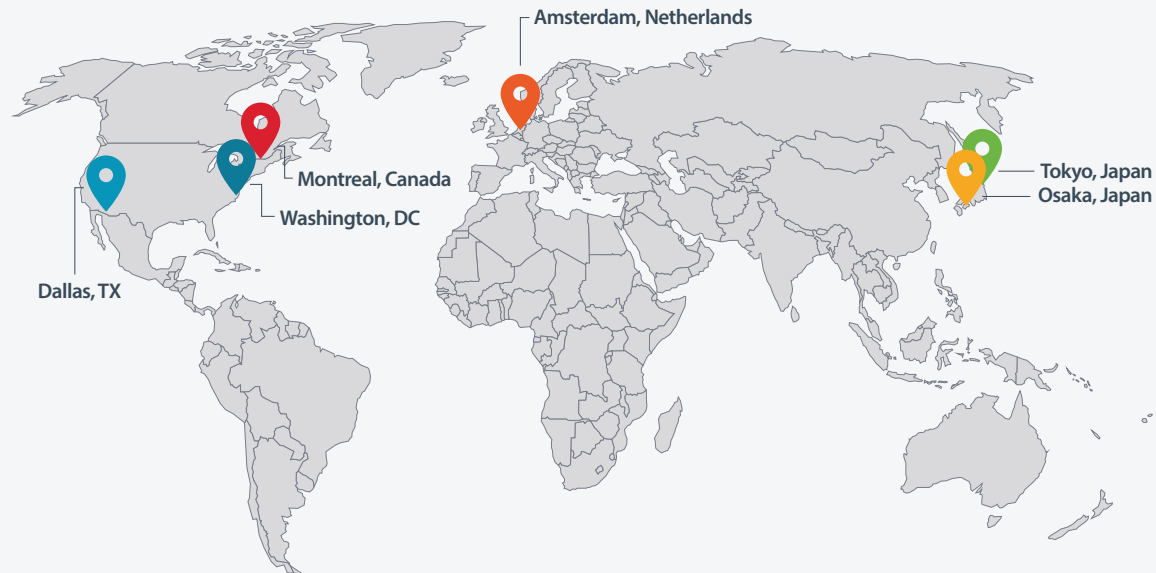 Amsterdam, Netherlands
Montreal, Canada
Tokyo, Japan
Osaka, Japan
Washington, DC
Dallas, TX